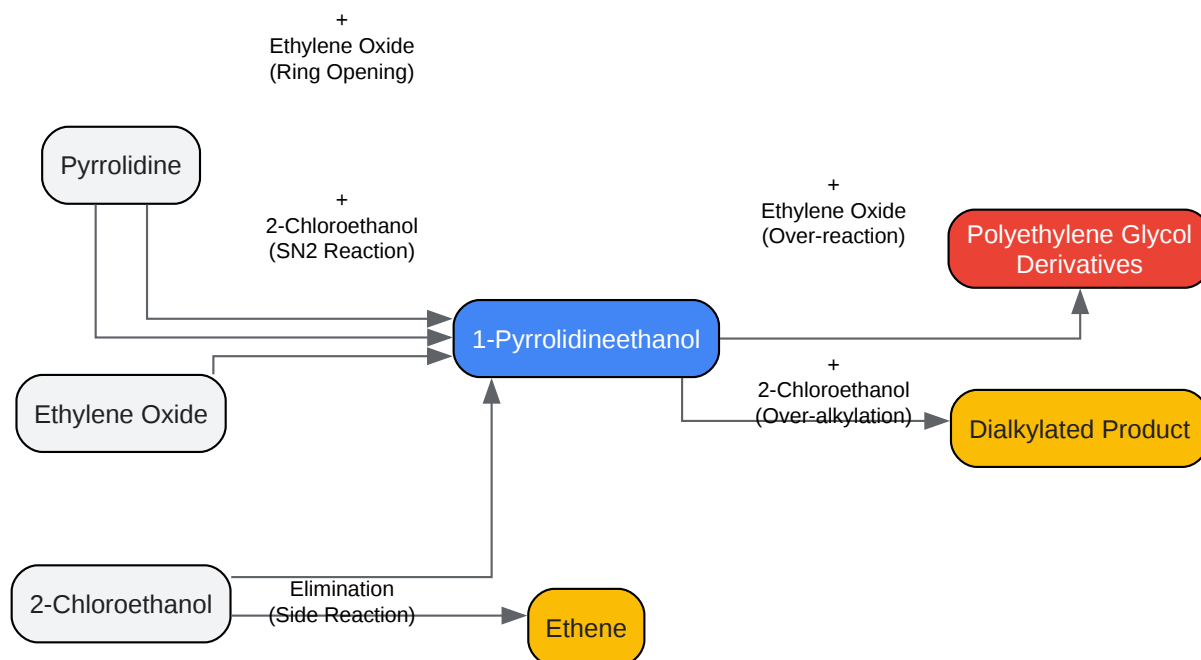 +
Ethylene Oxide
(Ring Opening)
Pyrrolidine
+
2-Chloroethanol
(SN2 Reaction)
+
Ethylene Oxide
(Over-reaction)
Polyethylene Glycol
Derivatives
1-Pyrrolidineethanol
Ethylene Oxide
+
2-Chloroethanol
(Over-alkylation)
Dialkylated Product
2-Chloroethanol
Elimination
(Side Reaction)
Ethene